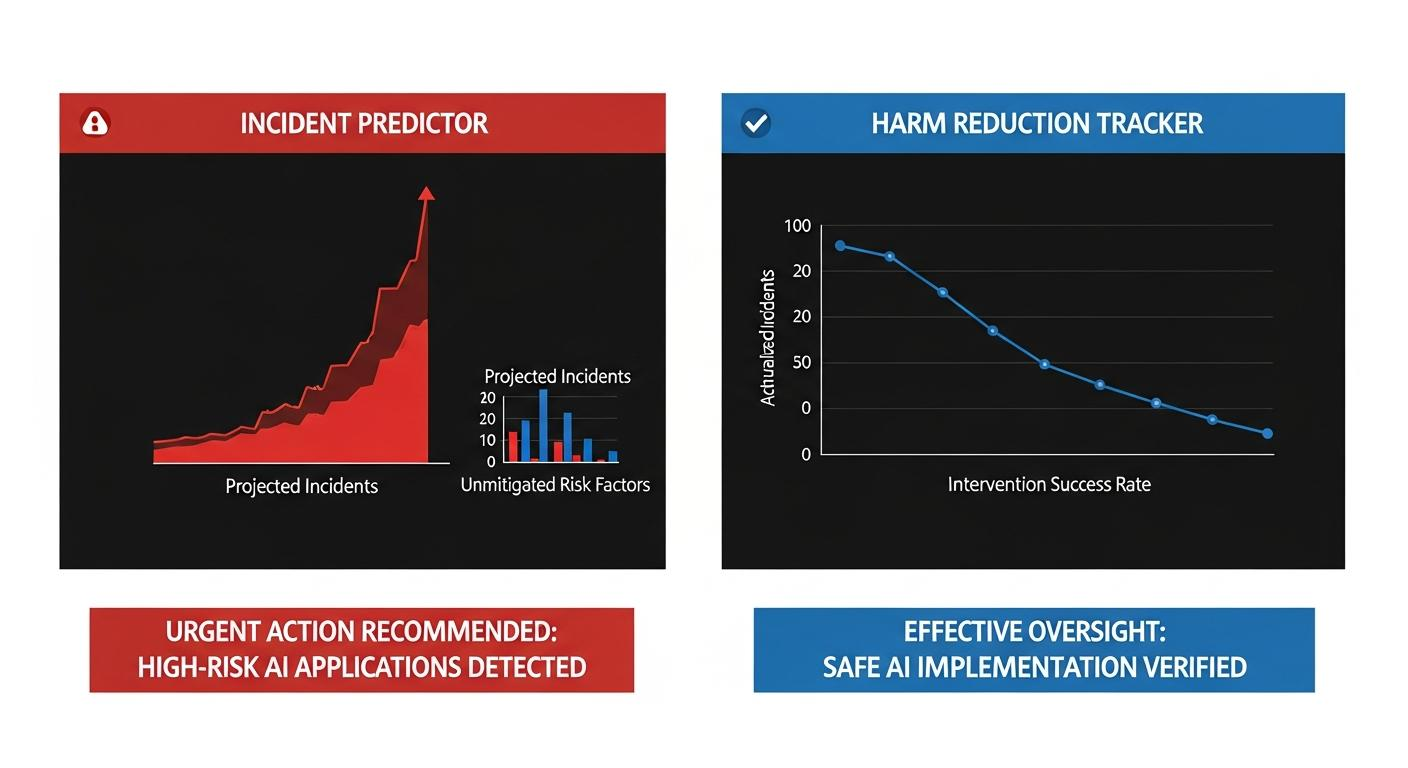 INCIDENT PREDICTOR
Projected Incidents
20
20
10
0
Projected Incidents
Unmitigated Risk Factors
URGENT ACTION RECOMMENDED:
HIGH-RISK AI APPLICATIONS DETECTED
HARM REDUCTION TRACKER
100
20
20
50
0
0
Intervention Success Rate
EFFECTIVE OVERSIGHT:
SAFE AI IMPLEMENTATION VERIFIED